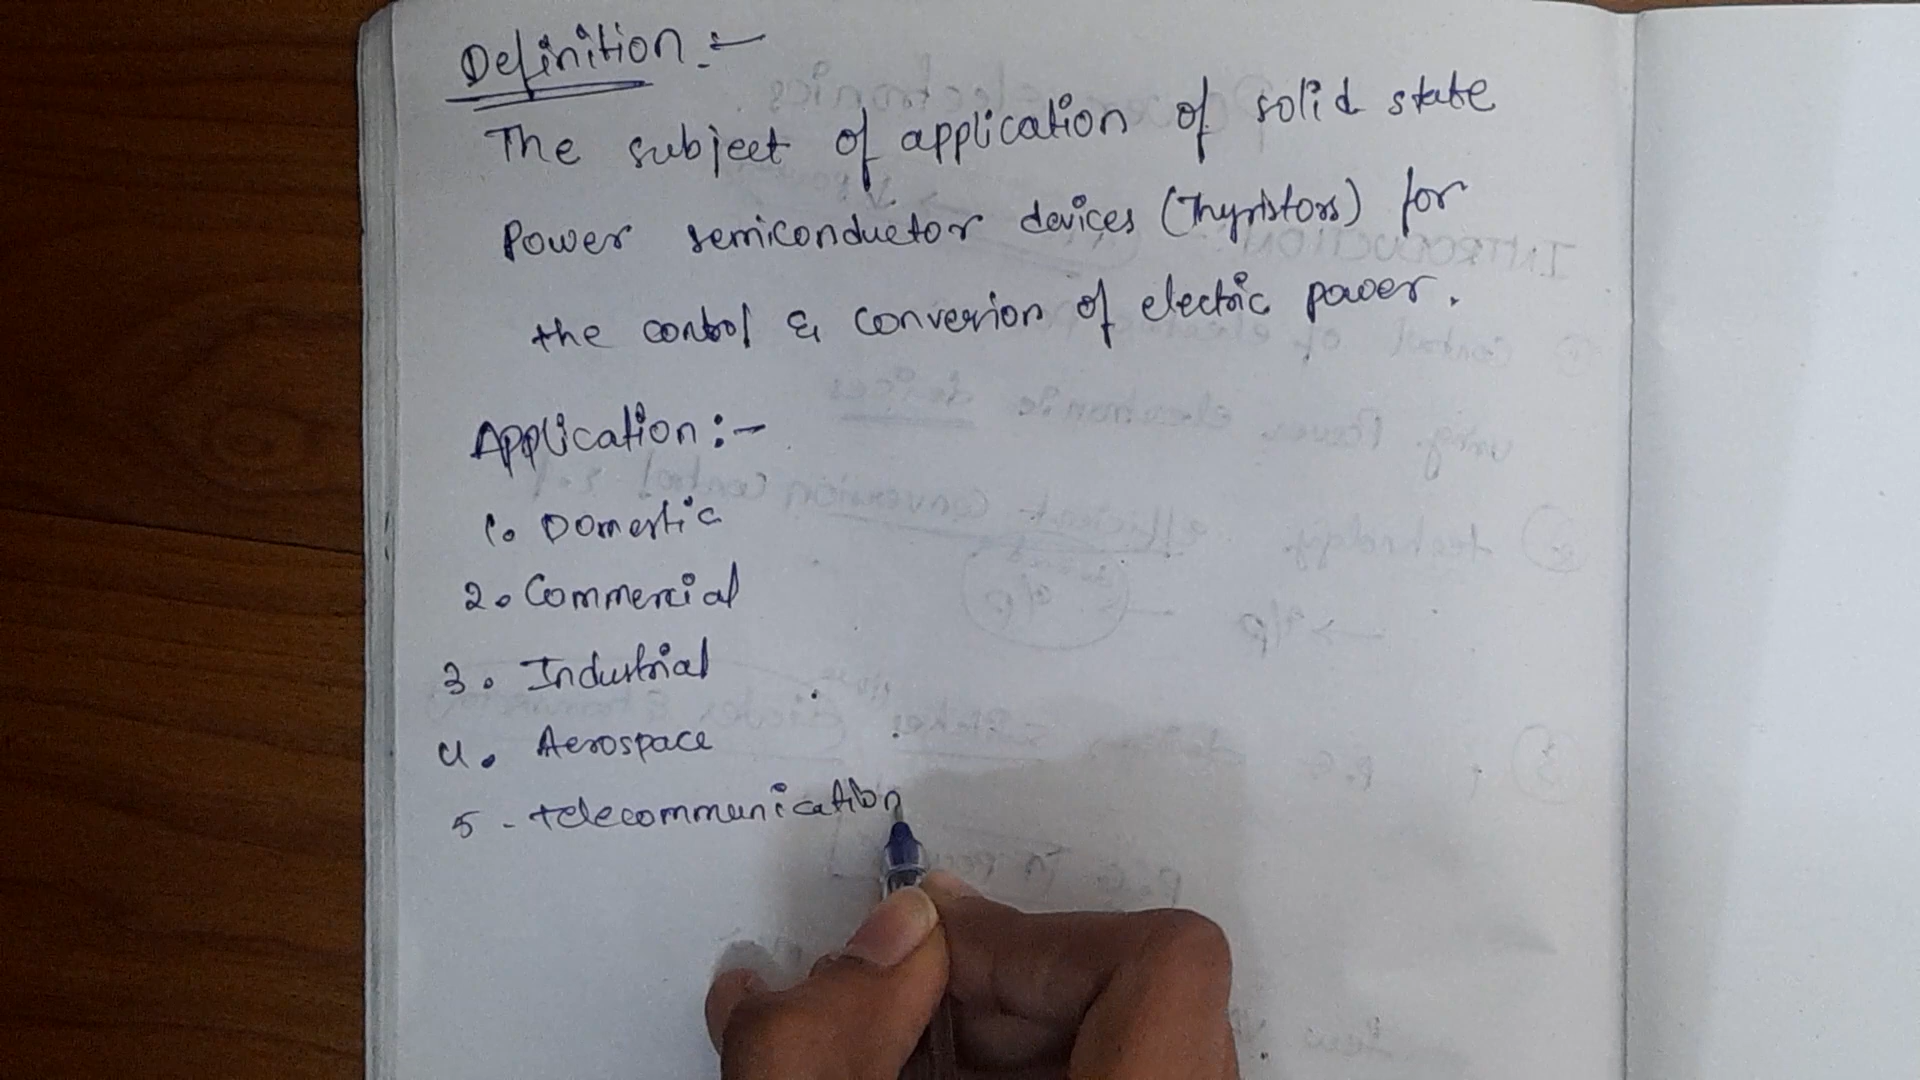 Definition :-
The subject of application of solid state
Power semiconductor devices (Thyristors) for
the control & conversion of electric power.
Application :-
1. Domestic
2. Commercial
3. Industrial
4. Aerospace
5 - telecommunication